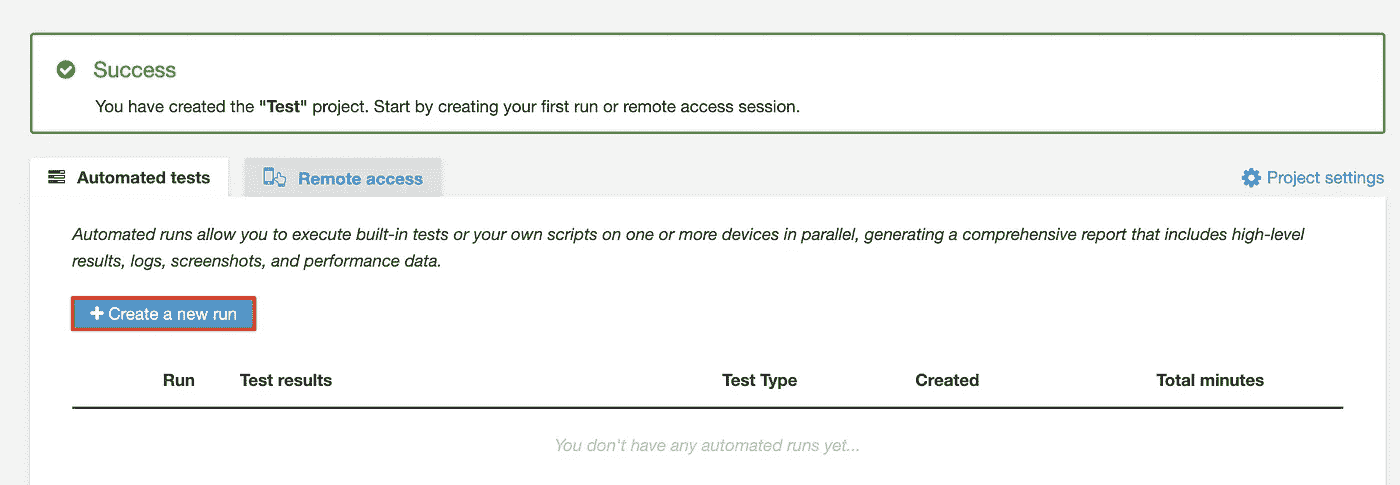 Success
You have created the "Test" project. Start by creating your first run or remote access session.
Automated tests Remote access Project settings
Automated runs allow you to execute built-in tests or your own scripts on one or more devices in parallel, generating a comprehensive report that includes high-level
results, logs, screenshots, and performance data.
+ Create a new run
Run Test results Test Type Created Total minutes
You don't have any automated runs yet...